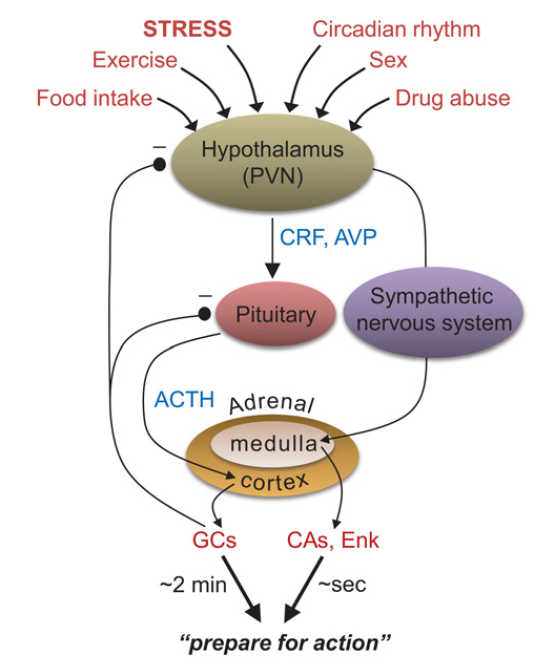 STRESS
Circadian rhythm
Exercise
Sex
Food intake
Drug abuse
–
Hypothalamus
(PVN)
CRF, AVP
–
Pituitary
Sympathetic
nervous system
ACTH
Adrenal
medulla
cortex
GCs
CAs, Enk
~2 min
~sec
“prepare for action”